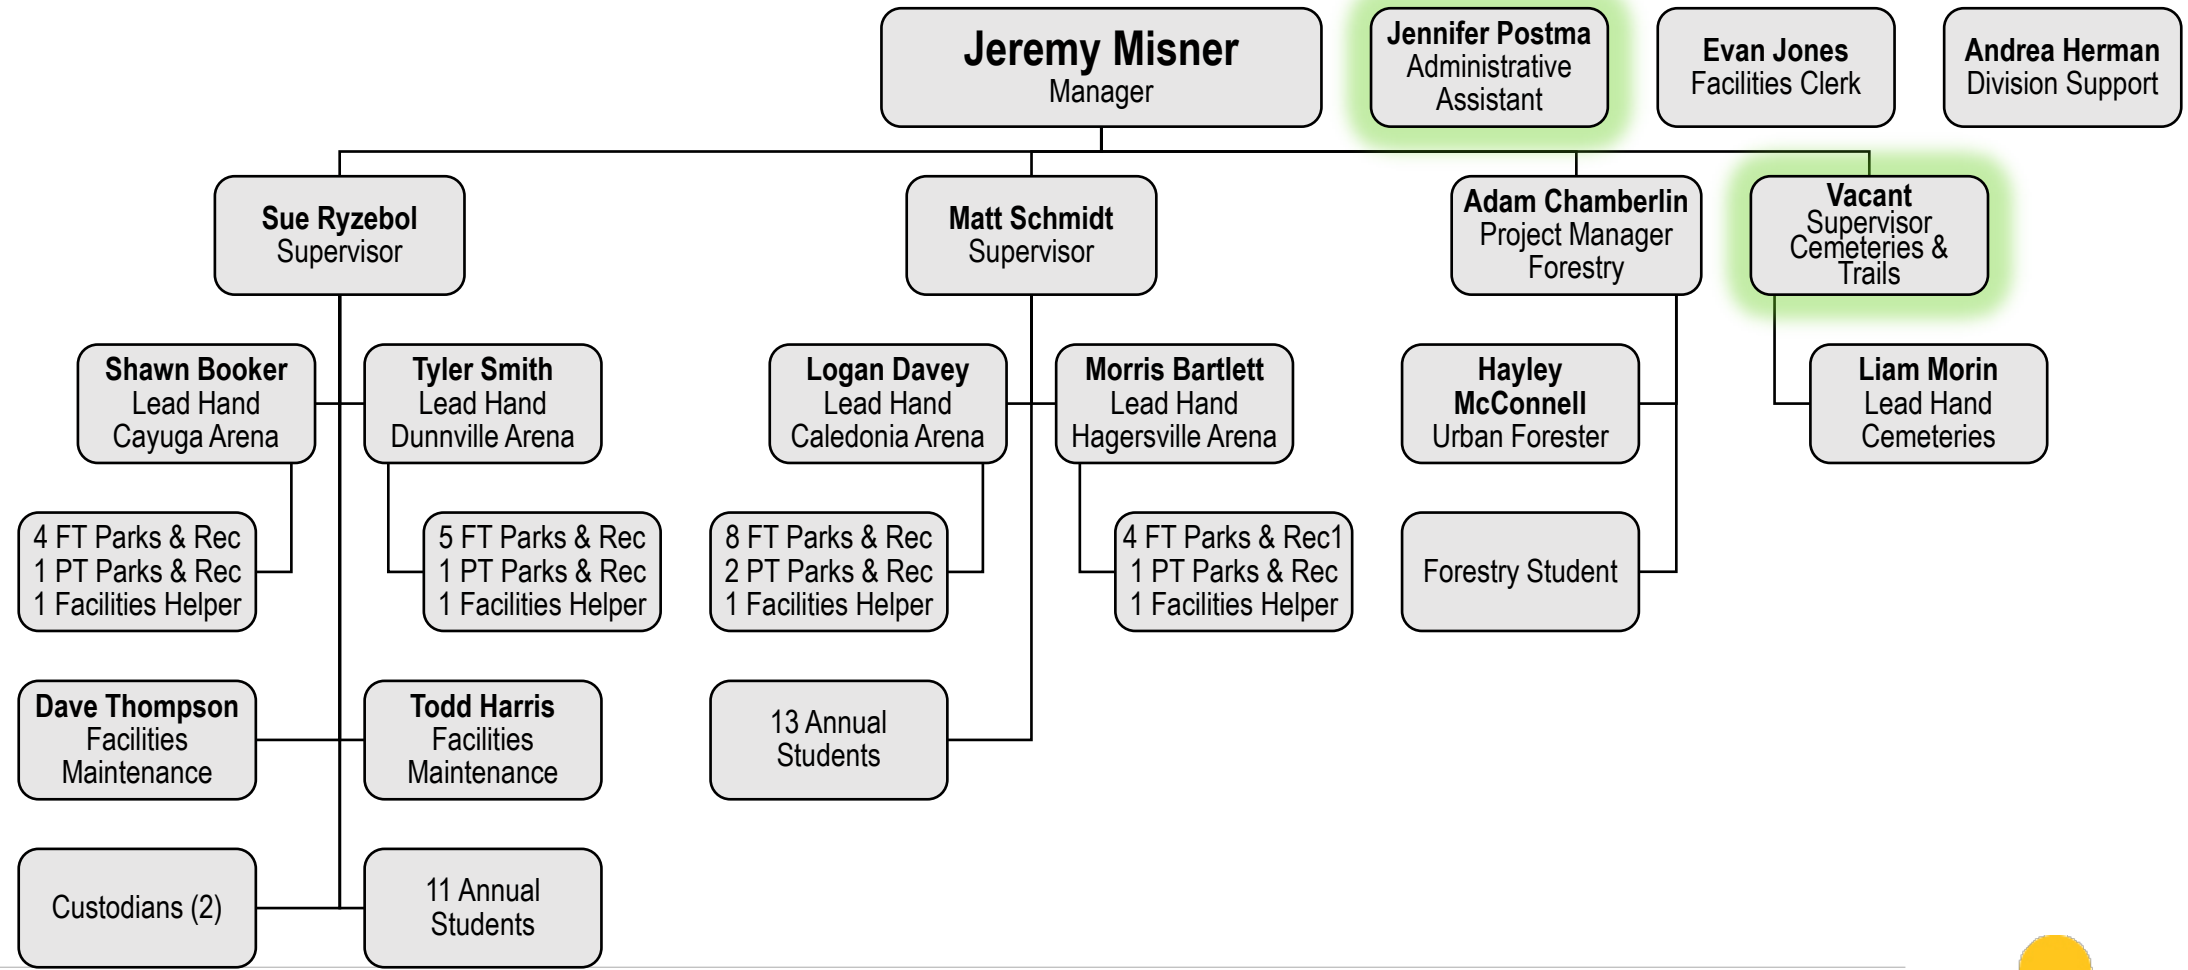 Jeremy Misner
Manager
Jennifer Postma
Administrative
Assistant
Evan Jones
Facilities Clerk
Andrea Herman
Division Support
Sue Ryzebol
Supervisor
Matt Schmidt
Supervisor
Adam Chamberlin
Project Manager
Forestry
Vacant
Supervisor
Cemeteries &
Trails
Shawn Booker
Lead Hand
Cayuga Arena
Tyler Smith
Lead Hand
Dunnville Arena
Logan Davey
Lead Hand
Caledonia Arena
Morris Bartlett
Lead Hand
Hagersville Arena
Hayley
McConnell
Urban Forester
Liam Morin
Lead Hand
Cemeteries
4 FT Parks & Rec
1 PT Parks & Rec
1 Facilities Helper
5 FT Parks & Rec
1 PT Parks & Rec
1 Facilities Helper
8 FT Parks & Rec
2 PT Parks & Rec
1 Facilities Helper
4 FT Parks & Rec1
1 PT Parks & Rec
1 Facilities Helper
Forestry Student
Dave Thompson
Facilities
Maintenance
Todd Harris
Facilities
Maintenance
13 Annual
Students
Custodians (2)
11 Annual
Students